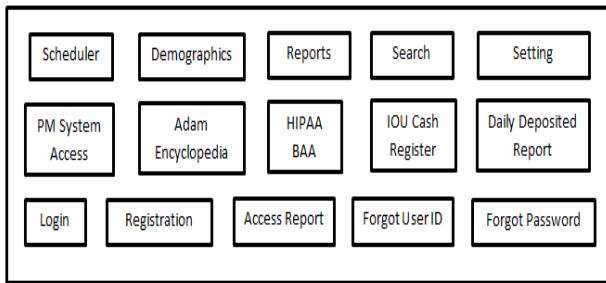 Scheduler
Demographics
Reports
Search
Setting
PM System
Access
Adam
Encyclopedia
HIPAA
BAA
IOU Cash
Register
Daily Deposited
Report
Login
Registration
Access Report
Forgot User ID
Forgot Password